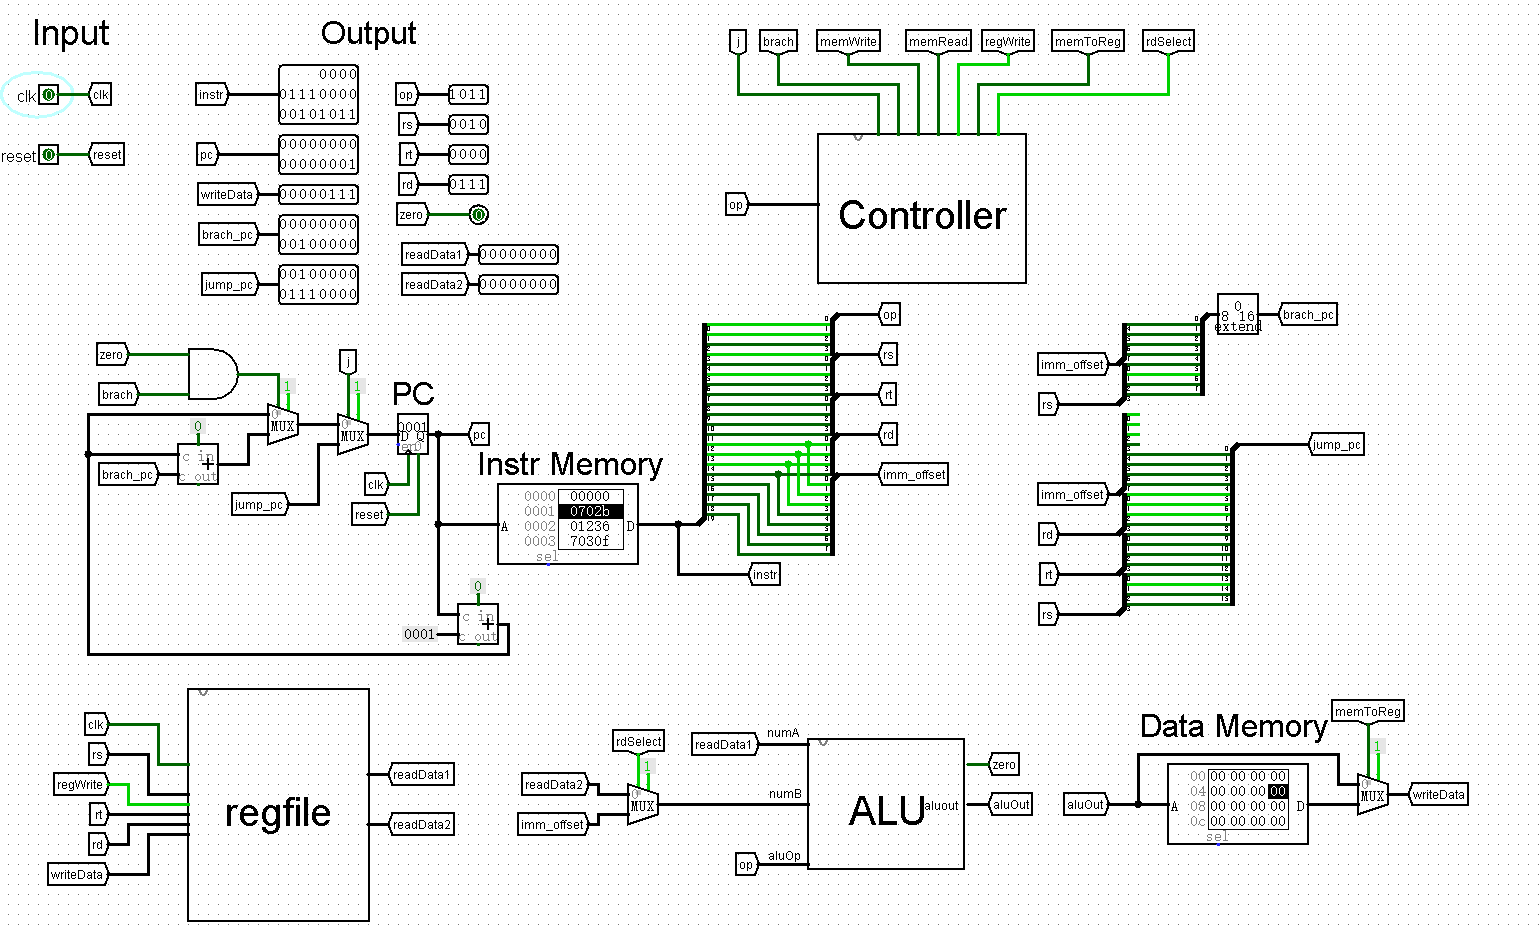 Input
Output
clk 0 clk
reset 0 reset
instr
0000
01110000
00101011
pc
00000000
00000001
writeData 00000111
brach_pc
00000000
00100000
jump_pc
00100000
01110000
op 1011
rs 0010
rt 0000
rd 0111
zero 0
readData1 00000000
readData2 00000000
j brach memWrite memRead regWrite memToReg rdSelect
op
Controller
zero
brach
1
0
MUX
0
c in
+
c out
brach_pc
jump_pc
j
1
0
MUX
PC
0001
D Q
en 0
pc
clk
reset
Instr Memory
A
0000 00000
0001 0702b
0002 01236
0003 7030f
D
sel
instr
0
c in
+
c out
0001
op
rs
rt
rd
imm_offset
imm_offset
rs
0
8 16
extend
brach_pc
imm_offset
rd
rt
rs
jump_pc
clk
rs
regWrite
rt
rd
writeData
regfile
readData1
readData2
rdSelect
1
readData2
imm_offset
0
MUX
readData1
numA
numB
op
aluOp
ALU
aluout
zero
aluOut
Data Memory
memToReg
1
aluOut
A
00 00 00 00 00
04 00 00 00 00
08 00 00 00 00
0c 00 00 00 00
D
sel
0
MUX
writeData